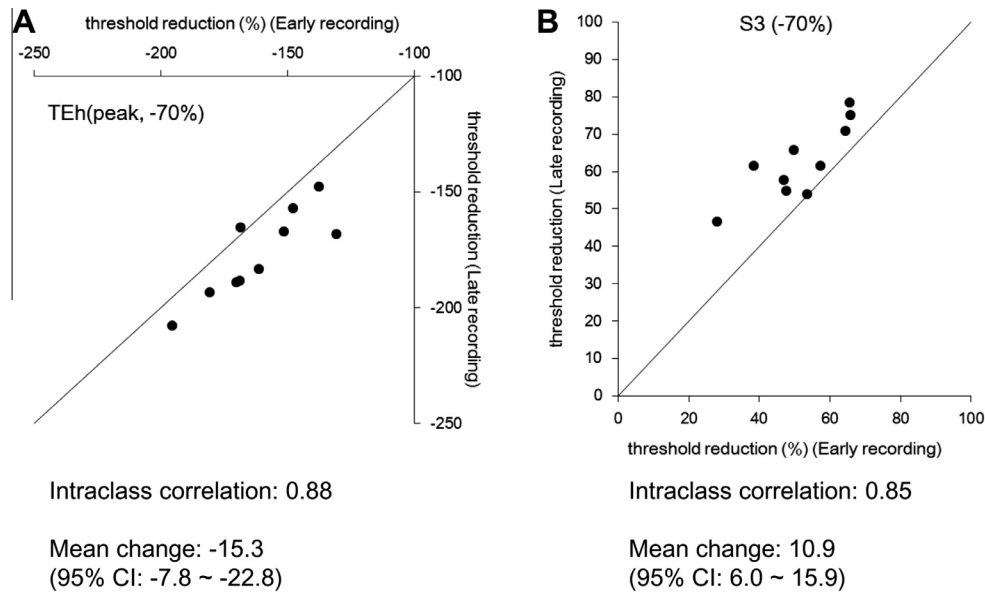 A
threshold reduction (%) (Early recording)
-250 -200 -150 -100
-100
TEh(peak, -70%)
-150
-200
-250
threshold reduction (Late recording)
Intraclass correlation: 0.88
Mean change: -15.3
(95% CI: -7.8 ~ -22.8)
B
S3 (-70%)
100
90
80
70
60
50
40
30
20
10
0
threshold reduction (Late recording)
0 20 40 60 80 100
threshold reduction (%) (Early recording)
Intraclass correlation: 0.85
Mean change: 10.9
(95% CI: 6.0 ~ 15.9)